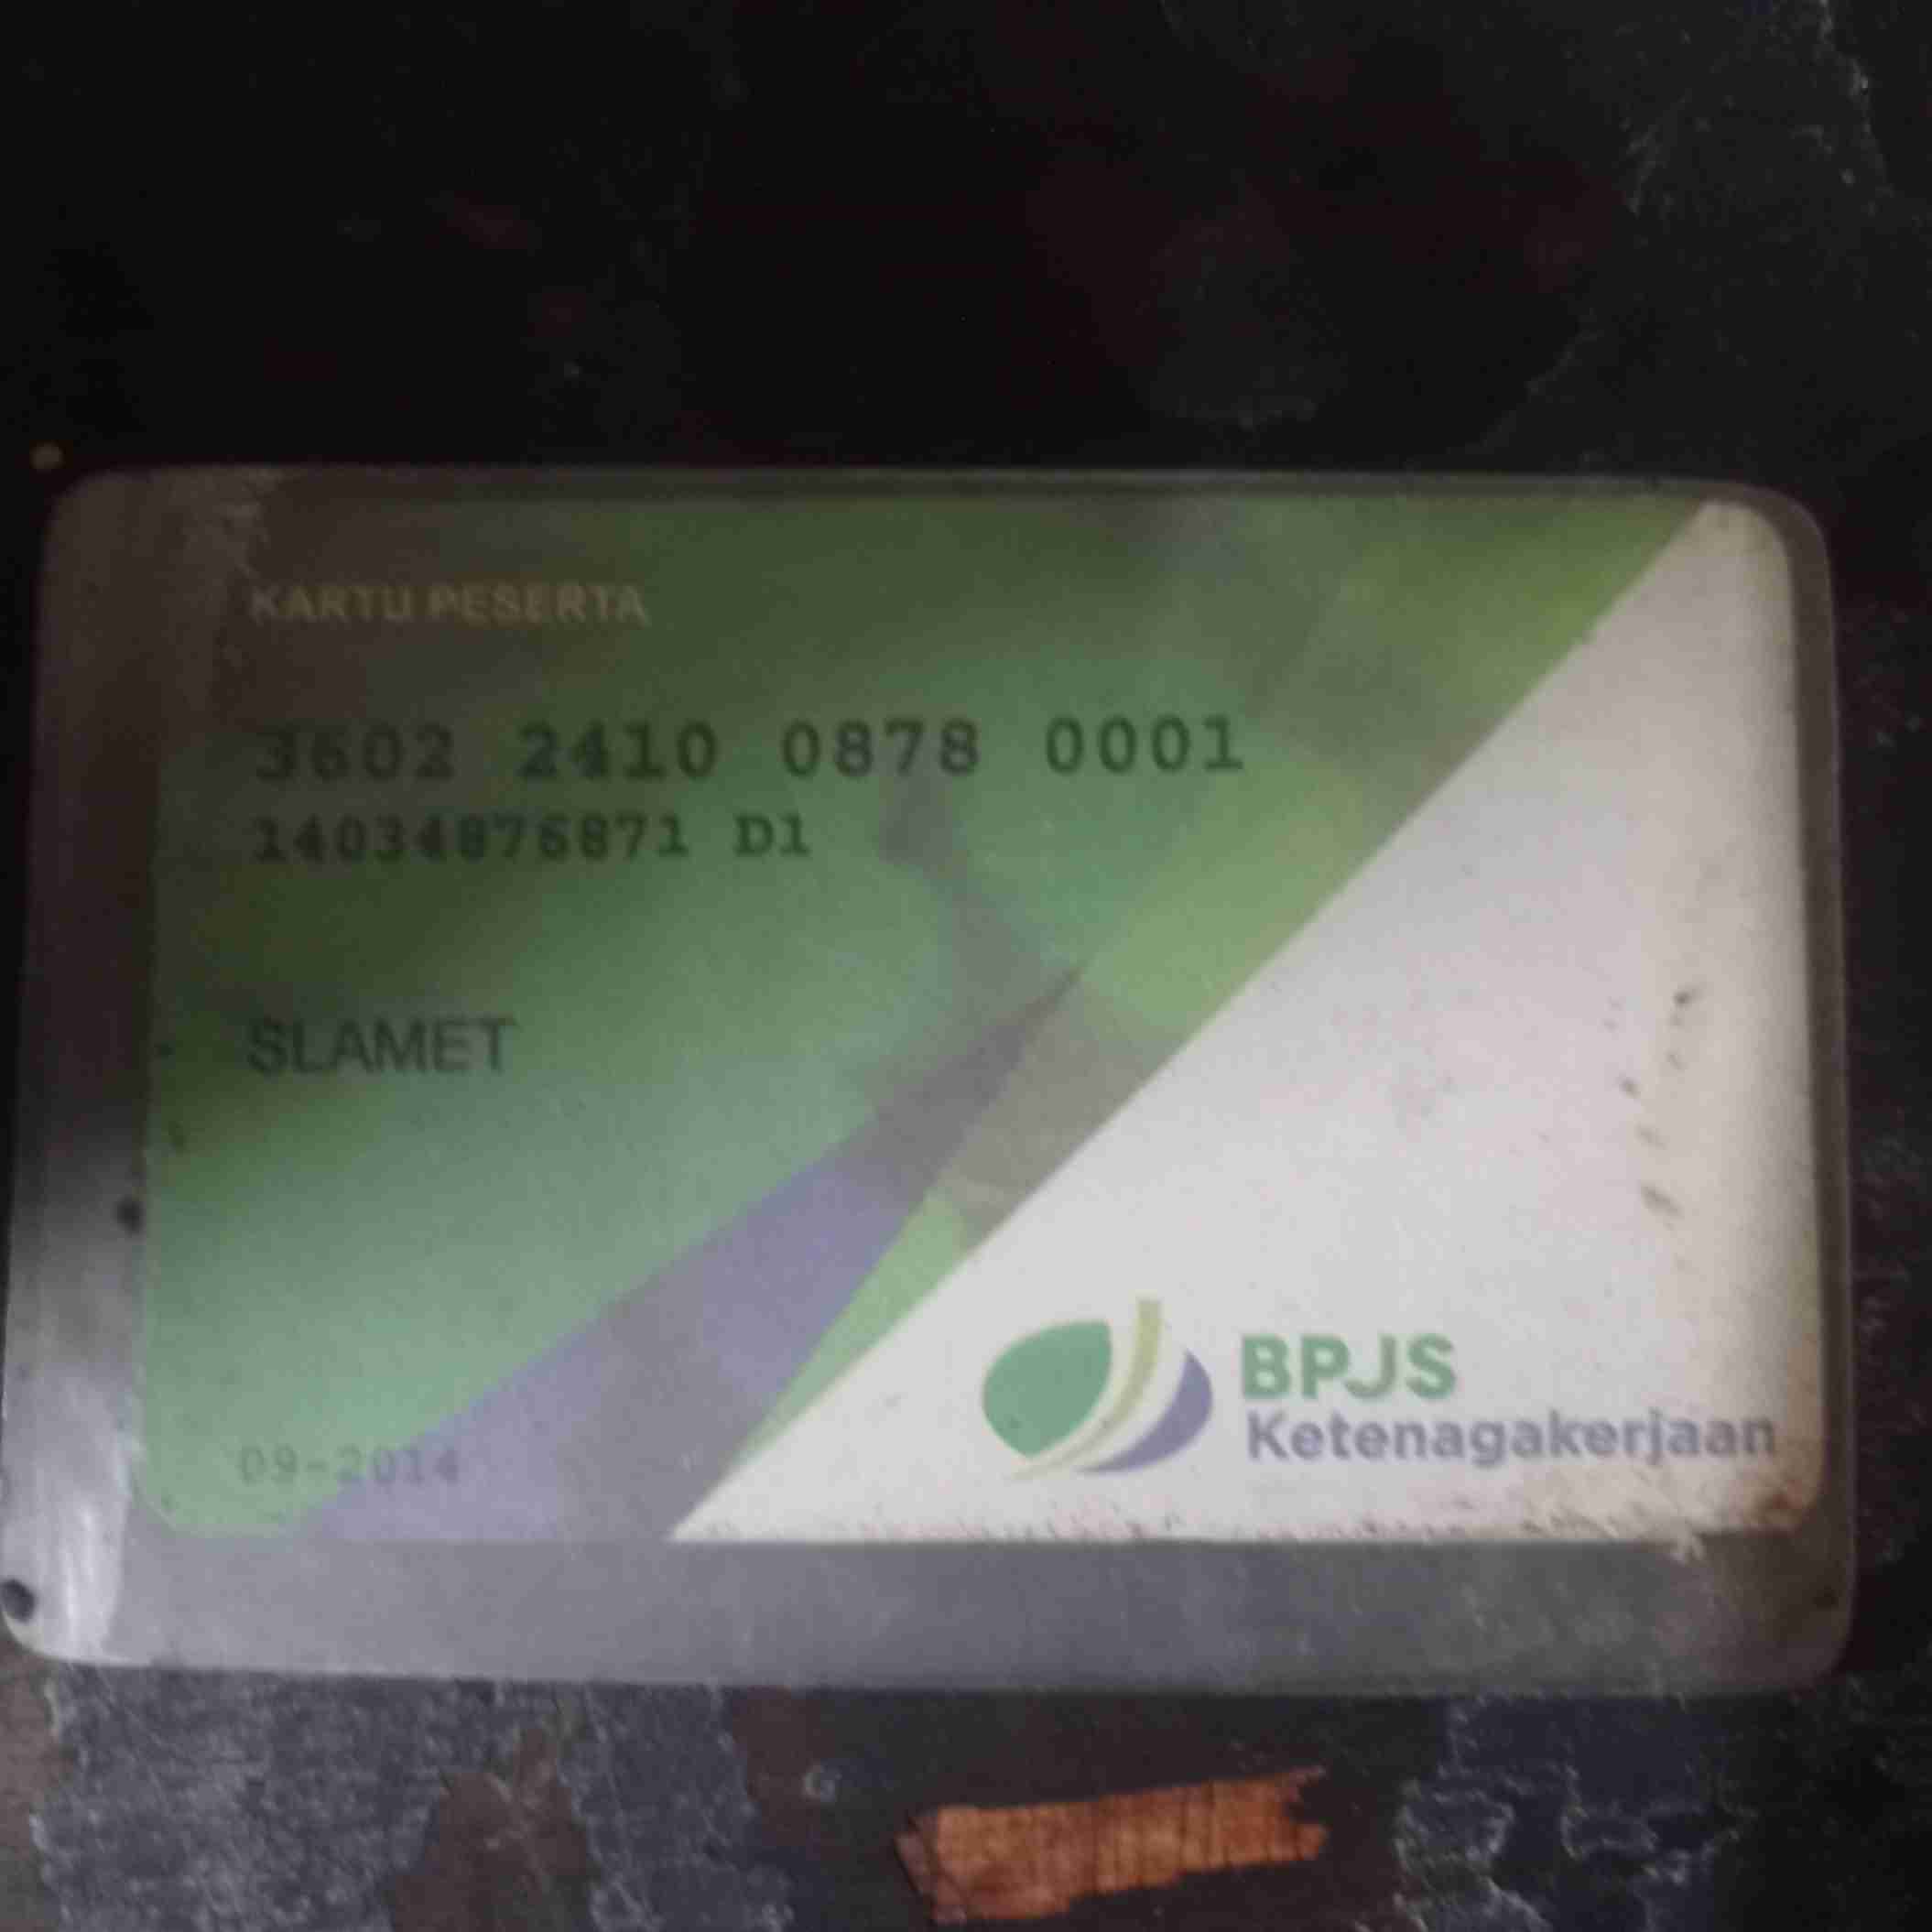 KARTU PESERTA
3602 2410 0878 0001
14034876871 D1
SLAMET
09-2014
BPJS
Ketenagakerjaan